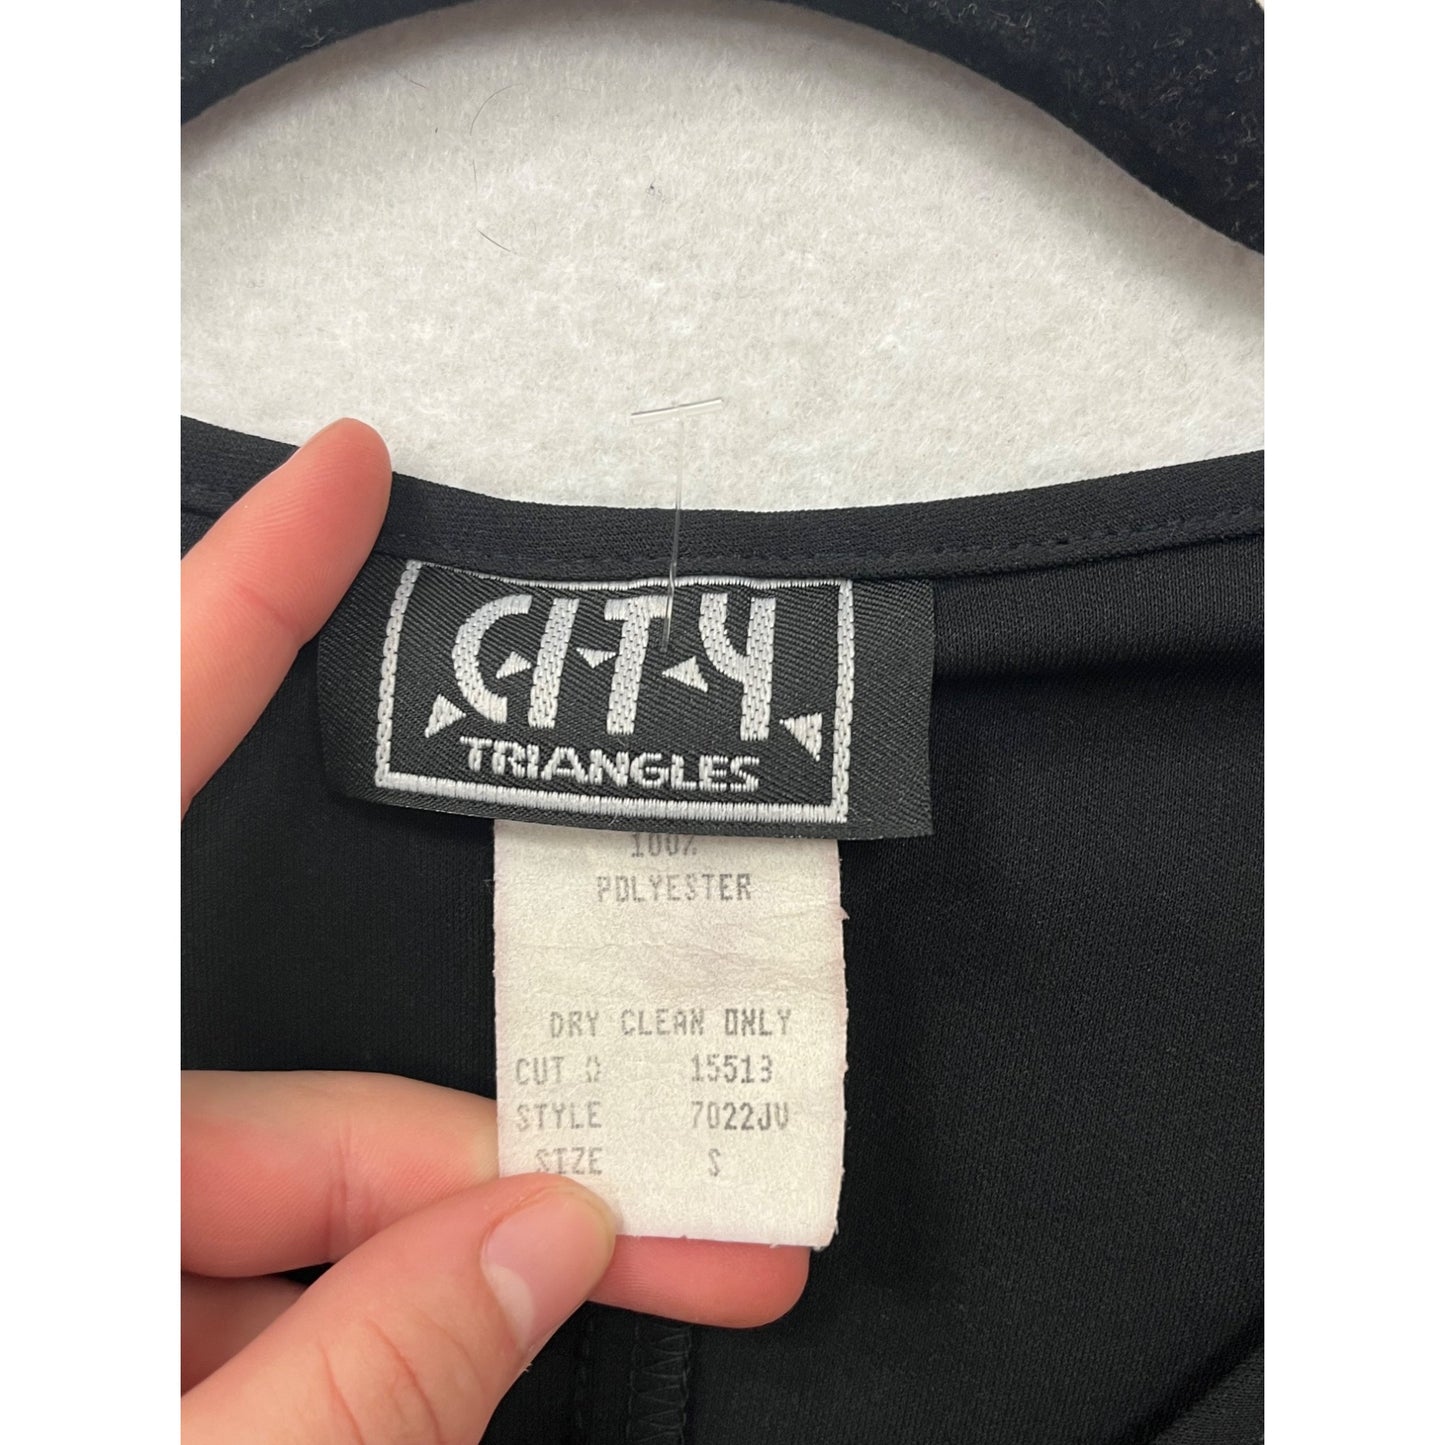 CITY
TRIANGLES
100%
POLYESTER
DRY CLEAN ONLY
CUT Ω 15513
STYLE 7022JV
SIZE S